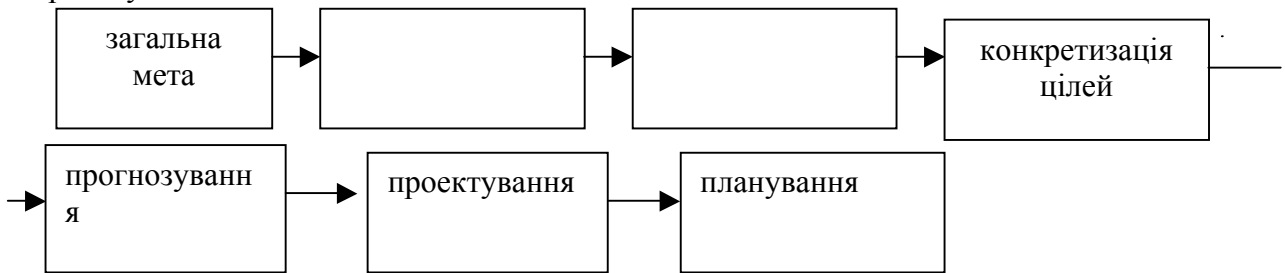 загальна
мета
конкретизація
цілей
прогнозуванн
я
проектування
планування